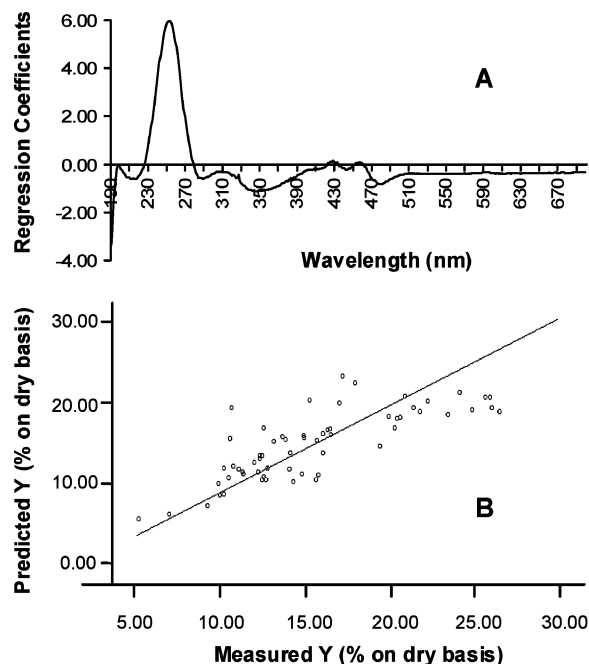 6.00
4.00
2.00
0.00
-2.00
-4.00
Regression Coefficients
A
190 230 270 310 350 390 430 470 510 550 590 630 670
Wavelength (nm)
30.00
20.00
10.00
0.00
Predicted Y (% on dry basis)
B
5.00 10.00 15.00 20.00 25.00 30.00
Measured Y (% on dry basis)